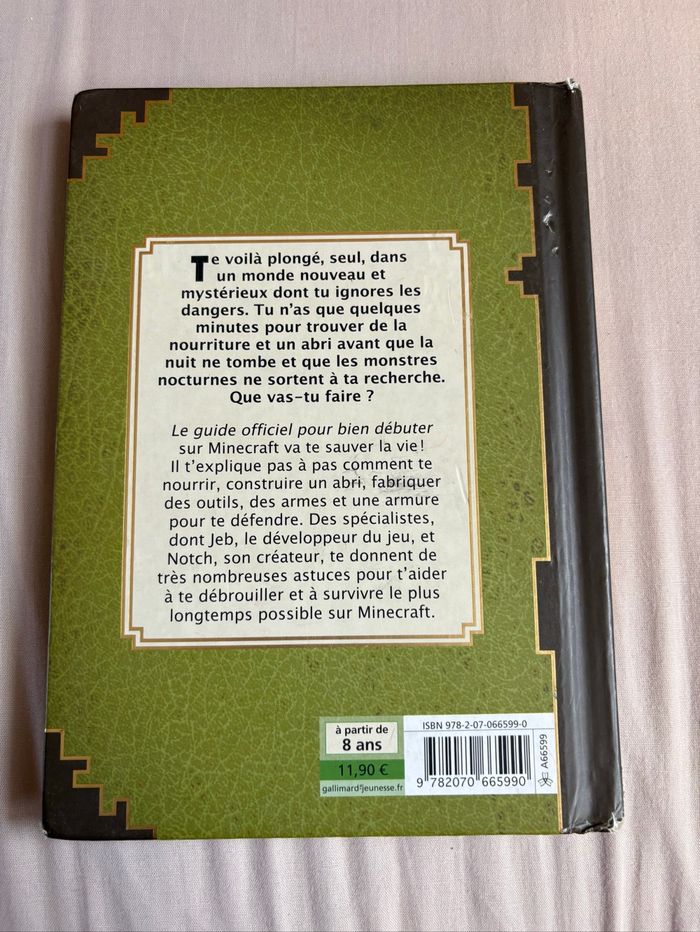 Te voilà plongé, seul, dans
un monde nouveau et
mystérieux dont tu ignores les
dangers. Tu n'as que quelques
minutes pour trouver de la
nourriture et un abri avant que la
nuit ne tombe et que les monstres
nocturnes ne sortent à ta recherche.
Que vas-tu faire ?
Le guide officiel pour bien débuter
sur Minecraft va te sauver la vie!
Il t'explique pas à pas comment te
nourrir, construire un abri, fabriquer
des outils, des armes et une armure
pour te défendre. Des spécialistes,
dont Jeb, le développeur du jeu, et
Notch, son créateur, te donnent de
très nombreuses astuces pour t'aider
à te débrouiller et à survivre le plus
longtemps possible sur Minecraft.
à partir de
8 ans
11,90 €
gallimard-jeunesse.fr
ISBN 978-2-07-066599-0
9 782070 665990
A66599